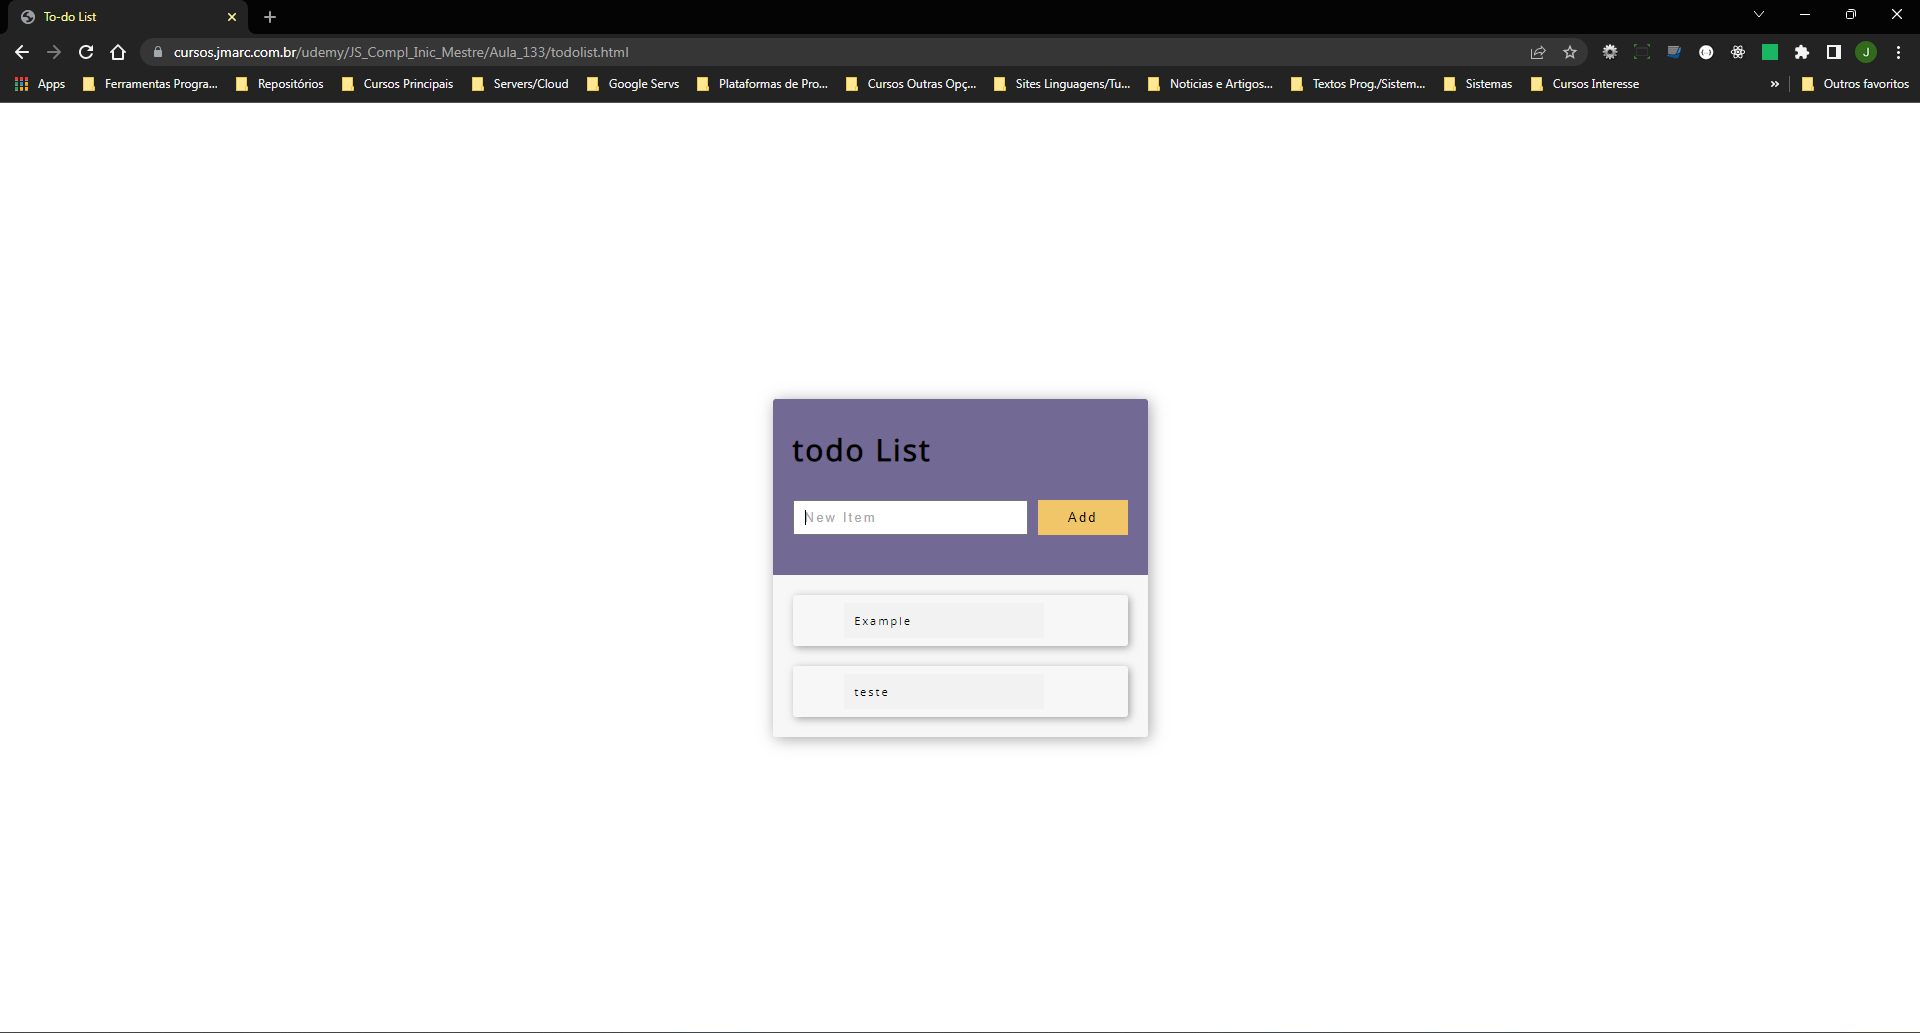 To-do List
cursos.jmarc.com.br/udemy/JS_Compl_Inic_Mestre/Aula_133/todolist.html
J
Apps Ferramentas Progra... Repositórios Cursos Principais Servers/Cloud Google Servs Plataformas de Pro... Cursos Outras Opç... Sites Linguagens/Tu... Noticias e Artigos... Textos Prog./Sistem... Sistemas Cursos Interesse » Outros favoritos
todo List
New Item Add
Example
teste